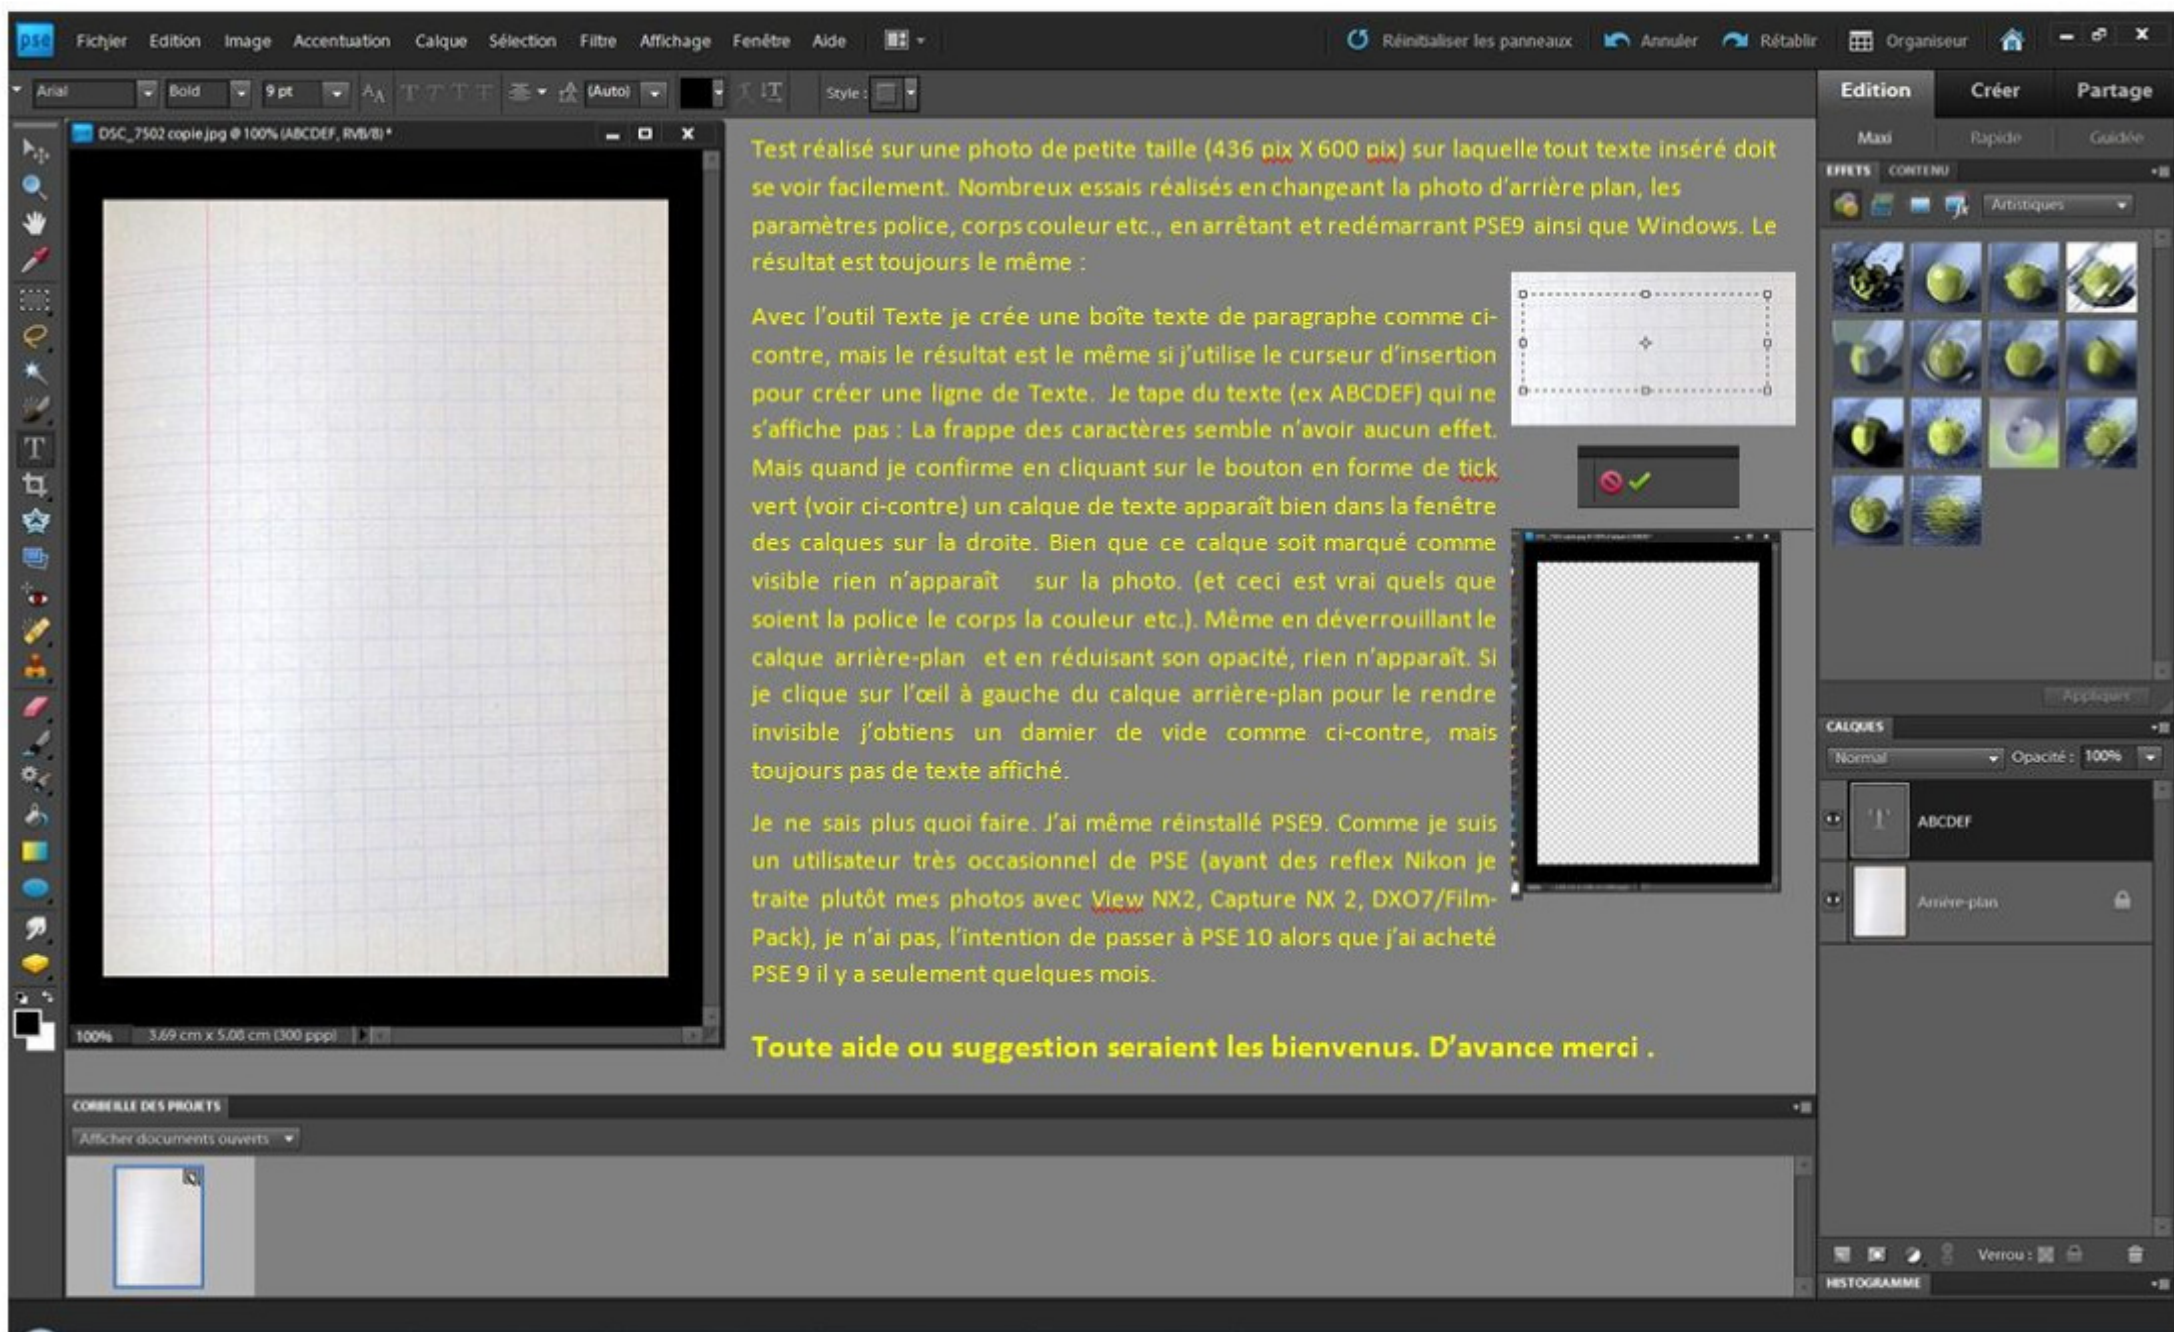 pse Fichier Edition Image Accentuation Calque Sélection Filtre Affichage Fenêtre Aide Réinitialiser les panneaux Annuler Rétablir Organiseur
Arial Bold 9 pt (Auto) Style :
Edition Créer Partage
Maxi Rapide Guidée
EFFETS CONTENU
Artistiques
DSC_7502 copie.jpg @ 100% (ABCDEF, RVB/8) *
Test réalisé sur une photo de petite taille (436 pix X 600 pix) sur laquelle tout texte inséré doit
se voir facilement. Nombreux essais réalisés en changeant la photo d’arrière plan, les
paramètres police, corps couleur etc., en arrêtant et redémarrant PSE9 ainsi que Windows. Le
résultat est toujours le même :
Avec l’outil Texte je crée une boîte texte de paragraphe comme ci-
contre, mais le résultat est le même si j’utilise le curseur d’insertion
pour créer une ligne de Texte. Je tape du texte (ex ABCDEF) qui ne
s’affiche pas : La frappe des caractères semble n’avoir aucun effet.
Mais quand je confirme en cliquant sur le bouton en forme de tick
vert (voir ci-contre) un calque de texte apparaît bien dans la fenêtre
des calques sur la droite. Bien que ce calque soit marqué comme
visible rien n’apparaît sur la photo. (et ceci est vrai quels que
soient la police le corps la couleur etc.). Même en déverrouillant le
calque arrière-plan et en réduisant son opacité, rien n’apparaît. Si
je clique sur l’œil à gauche du calque arrière-plan pour le rendre
invisible j’obtiens un damier de vide comme ci-contre, mais
toujours pas de texte affiché.
Je ne sais plus quoi faire. J’ai même réinstallé PSE9. Comme je suis
un utilisateur très occasionnel de PSE (ayant des reflex Nikon je
traite plutôt mes photos avec View NX2, Capture NX 2, DXO7/Film-
Pack), je n’ai pas, l’intention de passer à PSE 10 alors que j’ai acheté
PSE 9 il y a seulement quelques mois.
Toute aide ou suggestion seraient les bienvenus. D’avance merci .
100% 3.69 cm x 5.08 cm (300 ppp)
Appliquer
CALQUES
Normal Opacité : 100%
T ABCDEF
Arrière-plan
Verrou :
HISTOGRAMME
CORBEILLE DES PROJETS
Afficher documents ouverts